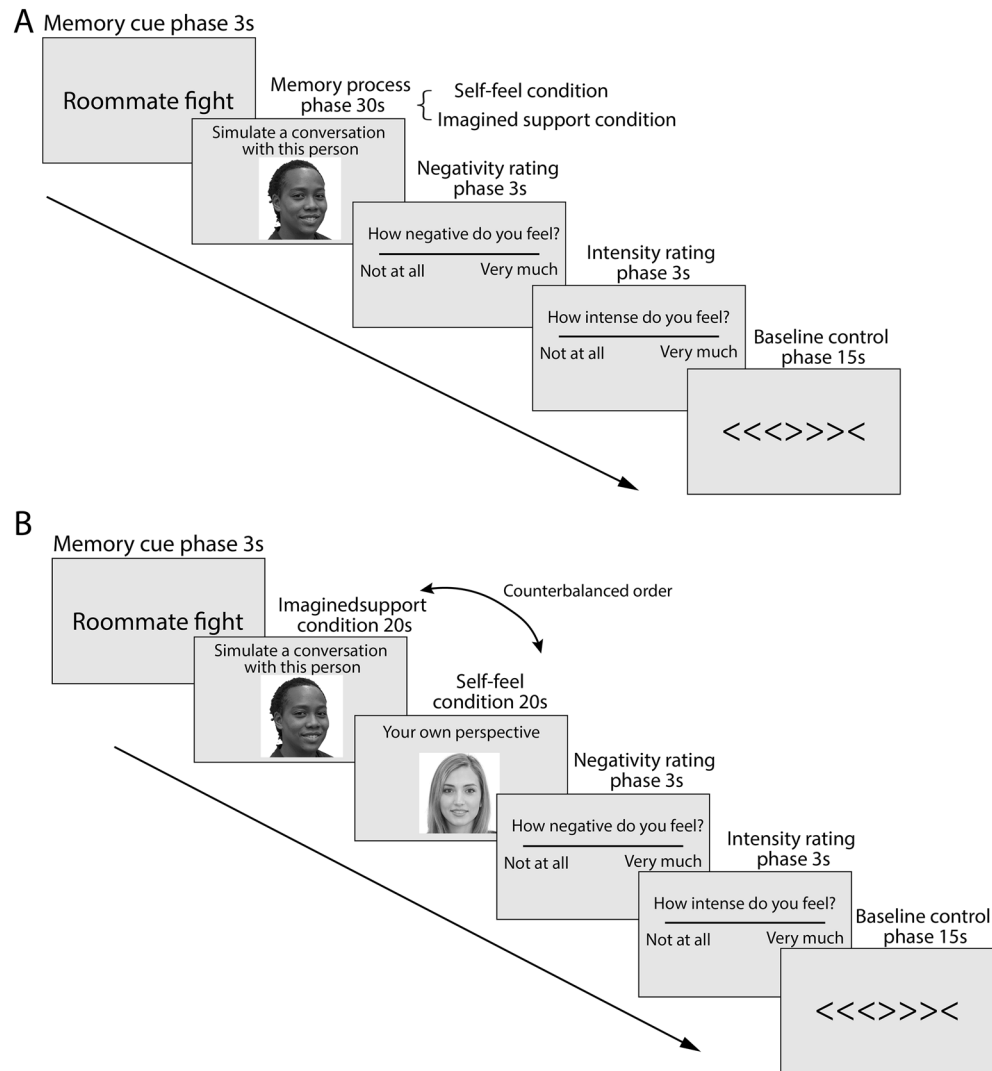 A
Memory cue phase 3s
Roommate fight
Memory process
phase 30s
Self-feel condition
Imagined support condition
Simulate a conversation
with this person
Negativity rating
phase 3s
How negative do you feel?
Not at all Very much
Intensity rating
phase 3s
How intense do you feel?
Not at all Very much
Baseline control
phase 15s
<<<>>><
B
Memory cue phase 3s
Roommate fight
Imaginedsupport
condition 20s
Counterbalanced order
Simulate a conversation
with this person
Self-feel
condition 20s
Your own perspective
Negativity rating
phase 3s
How negative do you feel?
Not at all Very much
Intensity rating
phase 3s
How intense do you feel?
Not at all Very much
Baseline control
phase 15s
<<<>>><